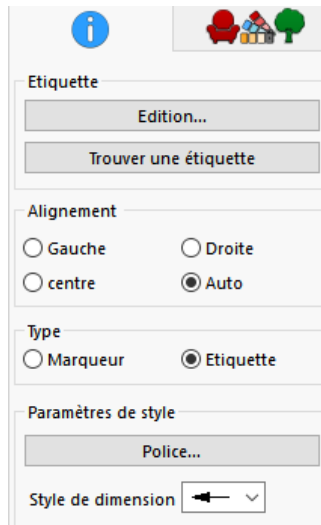 Etiquette
Edition...
Trouver une étiquette
Alignement
Gauche
Droite
centre
Auto
Type
Marqueur
Etiquette
Paramètres de style
Police...
Style de dimension